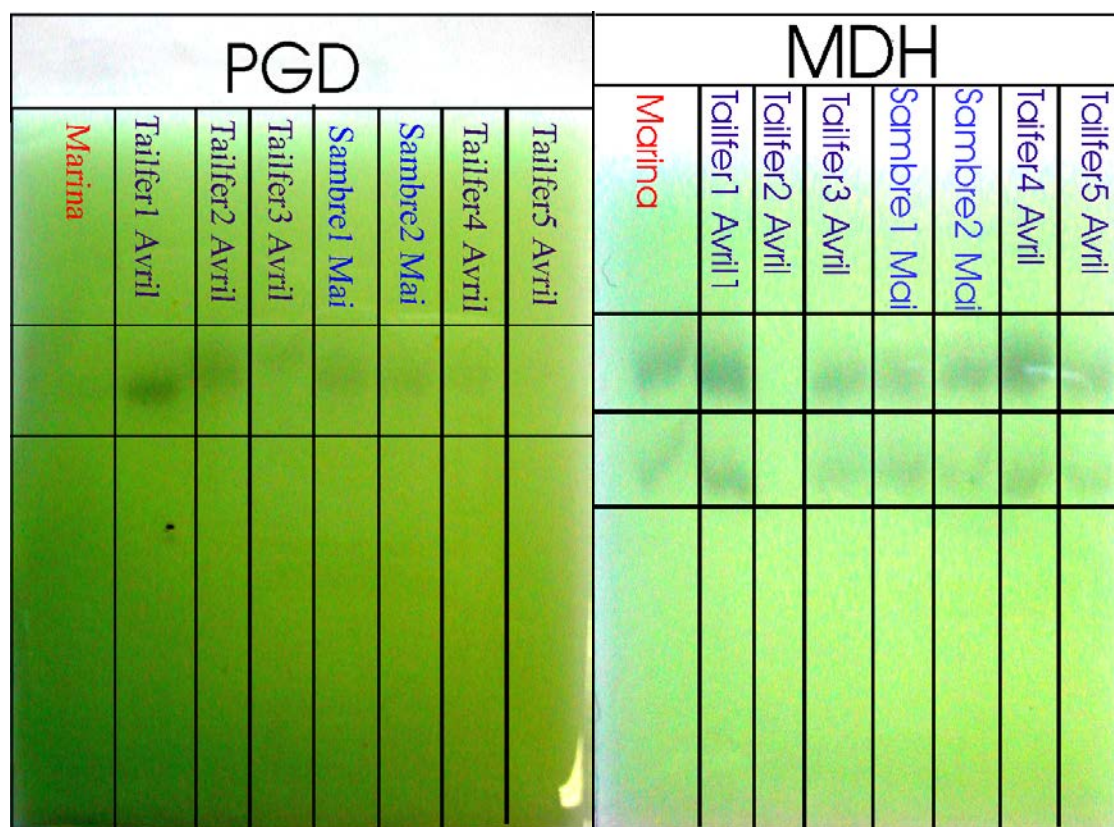 PGD
Marina
Tailfer1 Avril
Tailfer2 Avril
Tailfer3 Avril
Sambre1 Mai
Sambre2 Mai
Tailfer4 Avril
Tailfer5 Avril
MDH
Marina
Tailfer1 Avril1
Tailfer2 Avril
Tailfer3 Avril
Sambre1 Mai
Sambre2 Mai
Taifer4 Avril
Tailfer5 Avril